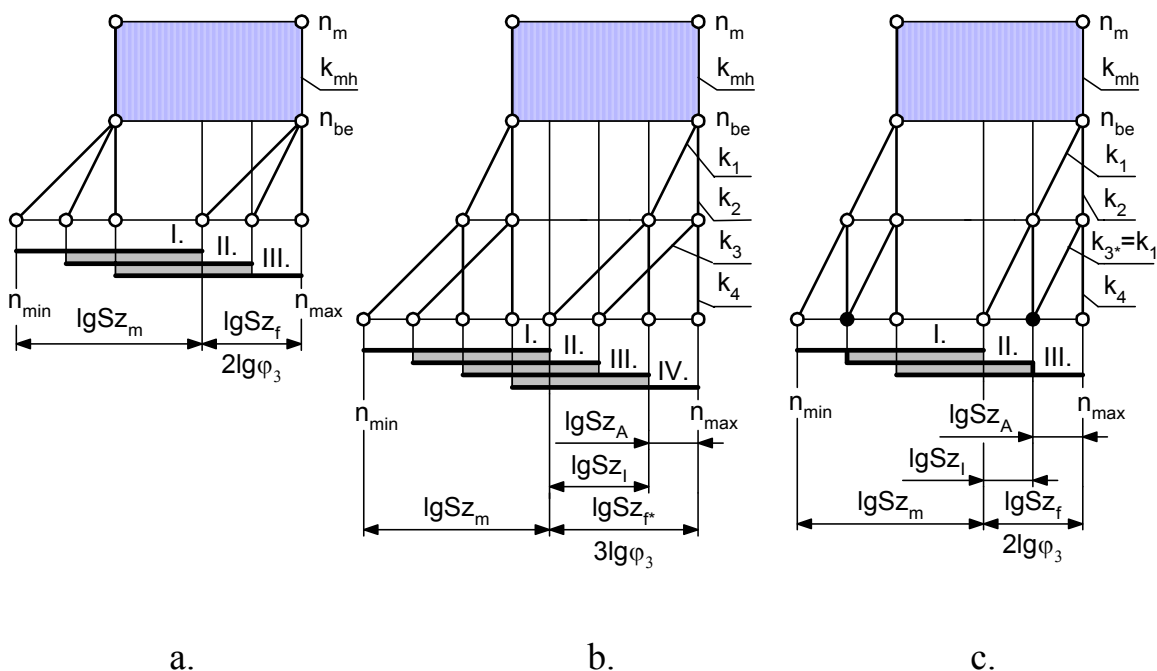 n_m
k_mh
n_be
I.
II.
III.
n_min
n_max
lgSz_m
lgSz_f
2lgφ_3
a.
n_m
k_mh
n_be
k_1
k_2
k_3
k_4
I.
II.
III.
IV.
n_min
n_max
lgSz_A
lgSz_I
lgSz_m
lgSz_f*
3lgφ_3
b.
n_m
k_mh
n_be
k_1
k_2
k_3*=k_1
k_4
I.
II.
III.
n_min
n_max
lgSz_A
lgSz_I
lgSz_m
lgSz_f
2lgφ_3
c.